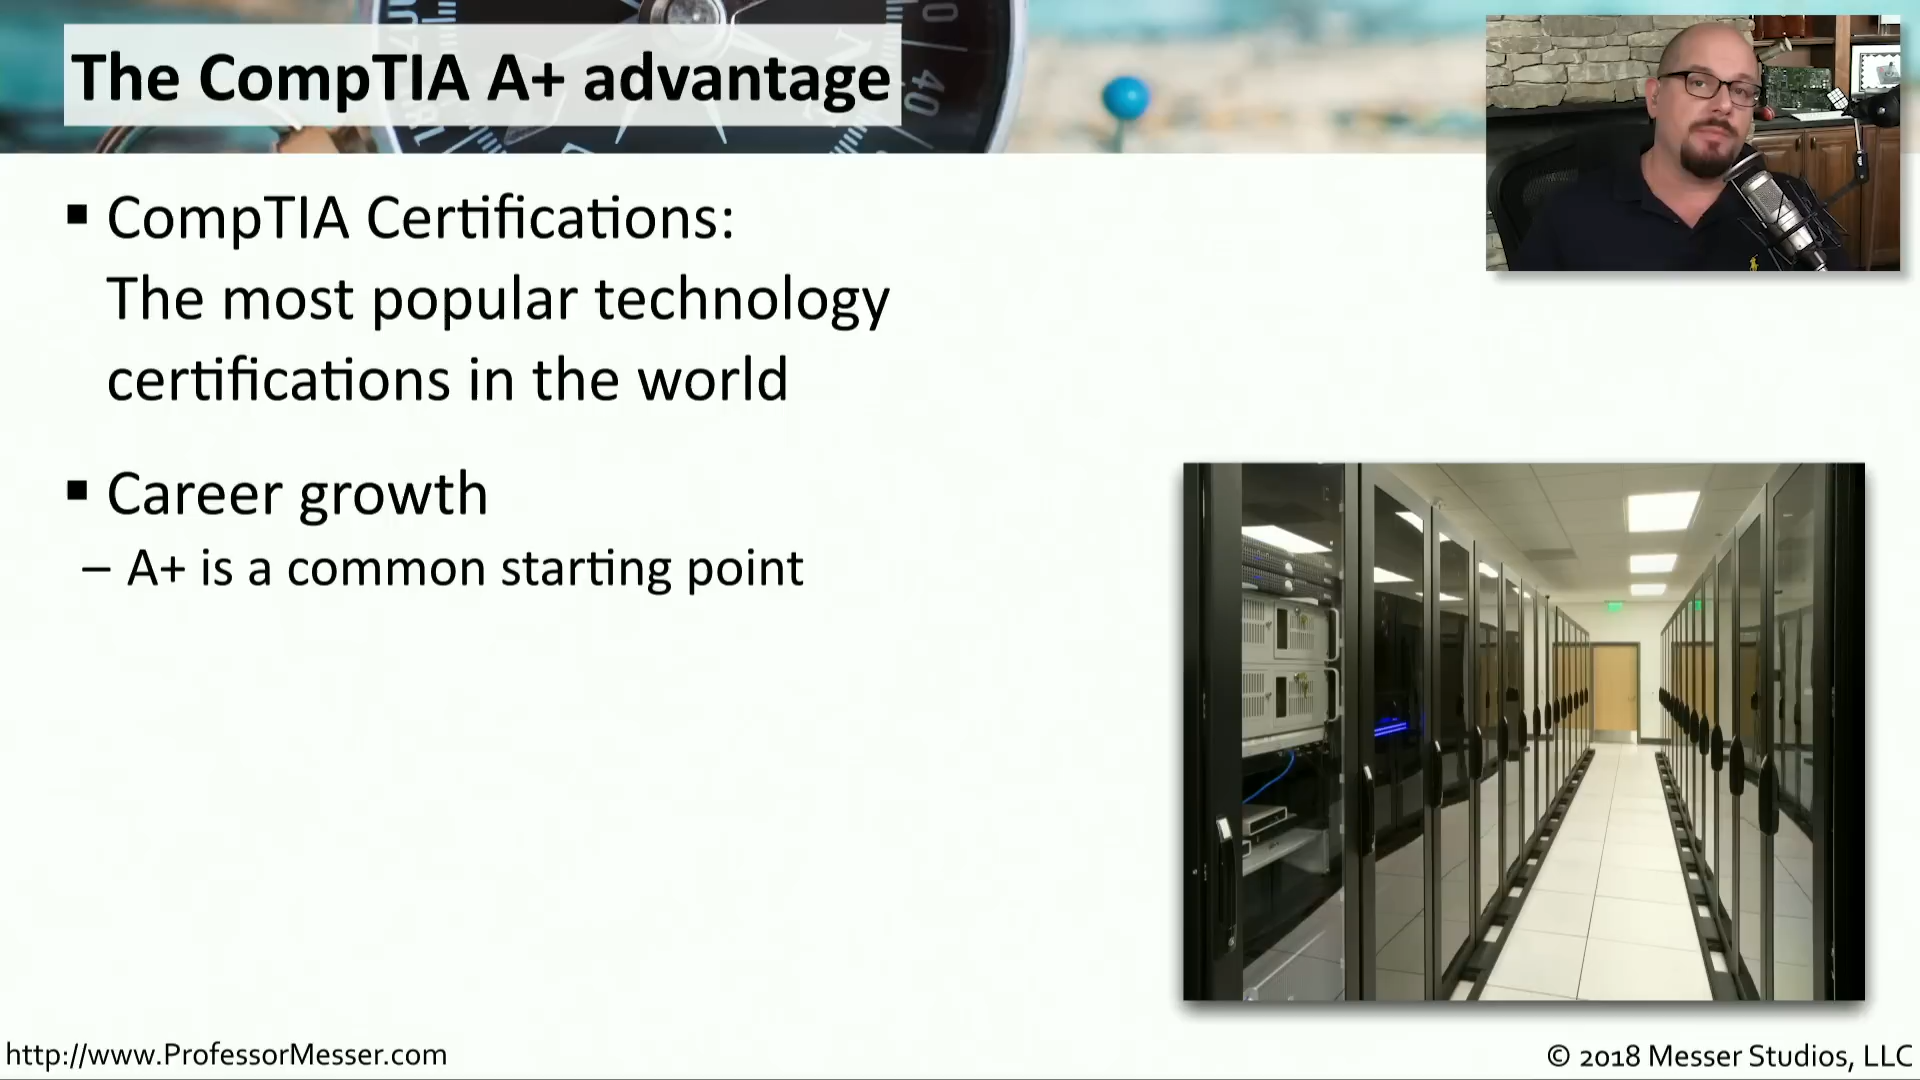 The CompTIA A+ advantage
▪ CompTIA Certifications:
The most popular technology
certifications in the world
▪ Career growth
– A+ is a common starting point
http://www.ProfessorMesser.com
© 2018 Messer Studios, LLC